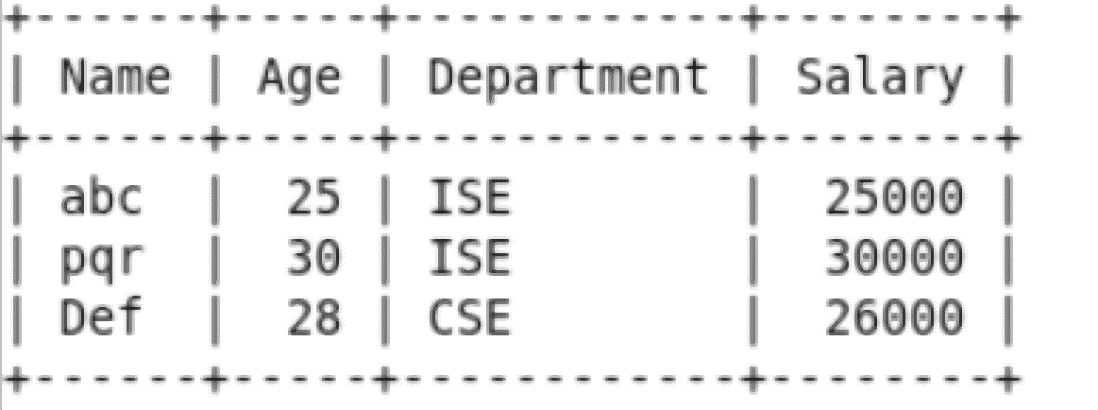 +-------+-----+------------+--------+
| Name | Age | Department | Salary |
+-------+-----+------------+--------+
| abc | 25 | ISE | 25000 |
| pqr | 30 | ISE | 30000 |
| Def | 28 | CSE | 26000 |
+-------+-----+------------+--------+